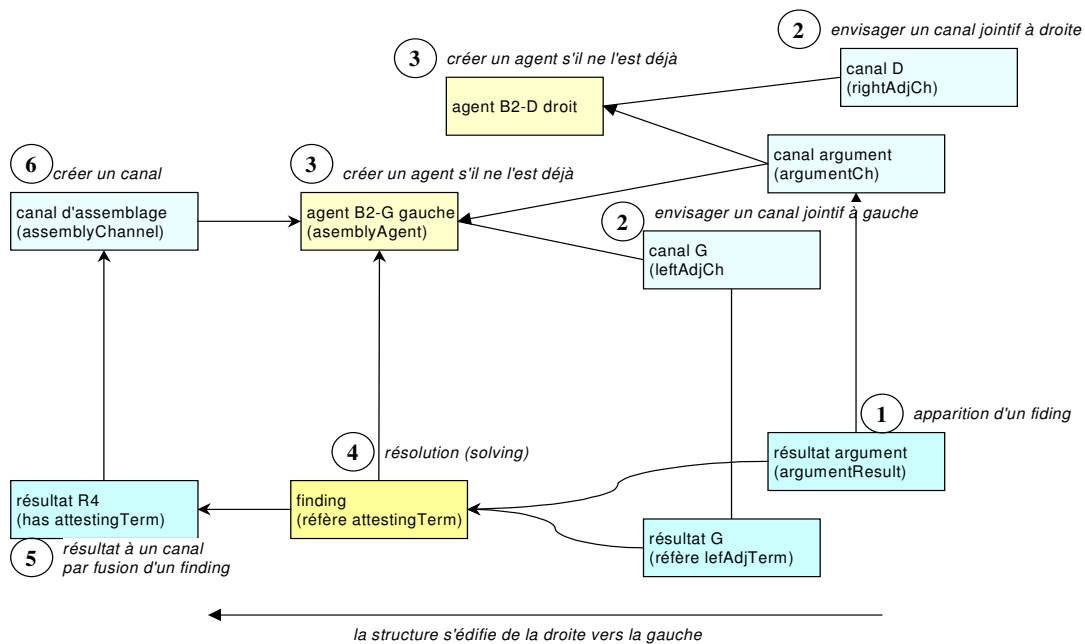 2 envisager un canal jointif à droite
3 créer un agent s'il ne l'est déjà
canal D
(rightAdjCh)
agent B2-D droit
canal argument
(argumentCh)
6 créer un canal
3 créer un agent s'il ne l'est déjà
canal d'assemblage
(assemblyChannel)
agent B2-G gauche
(asemblyAgent)
2 envisager un canal jointif à gauche
canal G
(leftAdjCh
1 apparition d'un fiding
résultat argument
(argumentResult)
4 résolution (solving)
résultat R4
(has attestingTerm)
finding
(réfère attestingTerm)
résultat G
(réfère lefAdjTerm)
5 résultat à un canal
par fusion d'un finding
la structure s'édifie de la droite vers la gauche